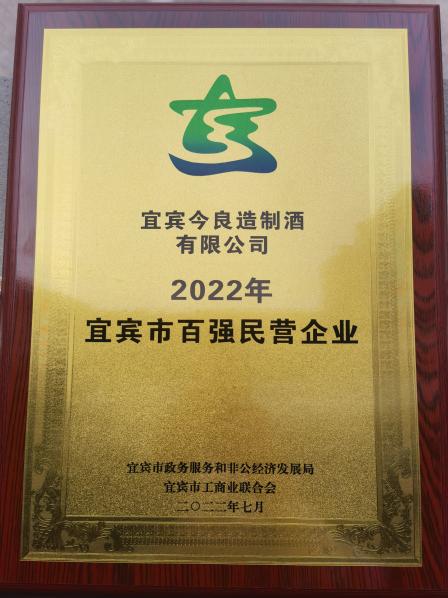 宜宾今良造制酒
有限公司
2022年
宜宾市百强民营企业
宜宾市政务服务和非公经济发展局
宜宾市工商业联合会
二〇二二年七月